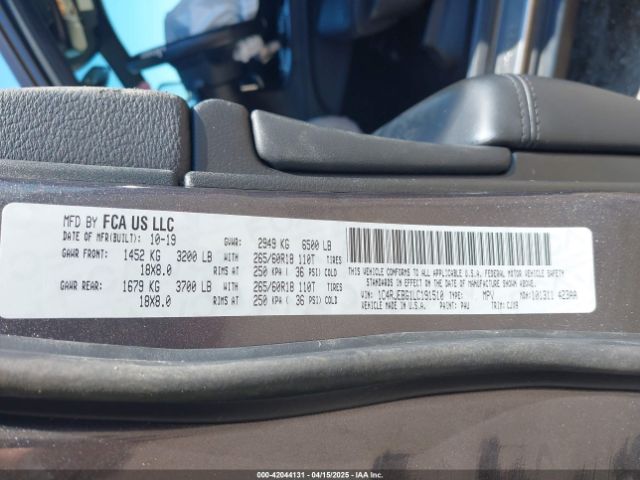 MFD BY FCA US LLC
DATE OF MFR(BUILT): 10-19 GVWR: 2949 KG 6500 LB
GAWR FRONT: 1452 KG 3200 LB WITH 265/60R18 110T TIRES
18X8.0 RIMS AT 250 KPA ( 36 PSI) COLD
GAWR REAR: 1679 KG 3700 LB WITH 265/60R18 110T TIRES
18X8.0 RIMS AT 250 KPA ( 36 PSI) COLD
THIS VEHICLE CONFORMS TO ALL APPLICABLE U.S.A. FEDERAL MOTOR VEHICLE SAFETY
STANDARDS IN EFFECT ON THE DATE OF MANUFACTURE SHOWN ABOVE.
VIN: 1C4RJEBG1LC191510 TYPE: MPV MDH: 101311 423AA
VEHICLE MADE IN U.S.A. PAINT: PAU TRIM:
000-42044131 - 04/15/2025 -